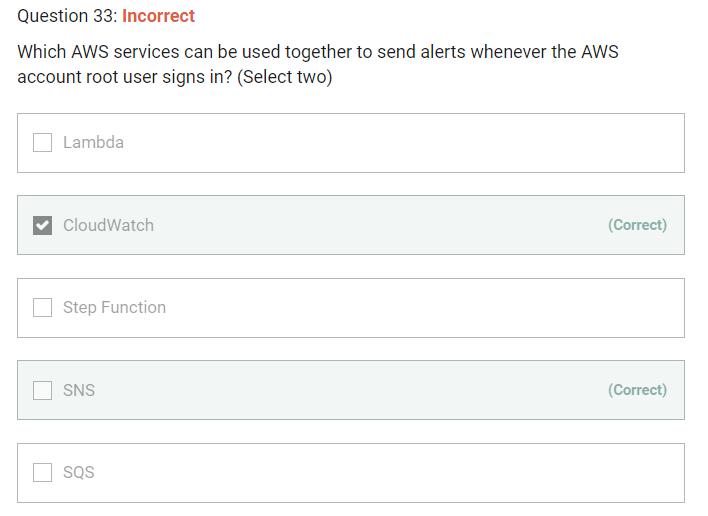 Question 33: Incorrect
Which AWS services can be used together to send alerts whenever the AWS
account root user signs in? (Select two)
Lambda
CloudWatch (Correct)
Step Function
SNS (Correct)
SQS